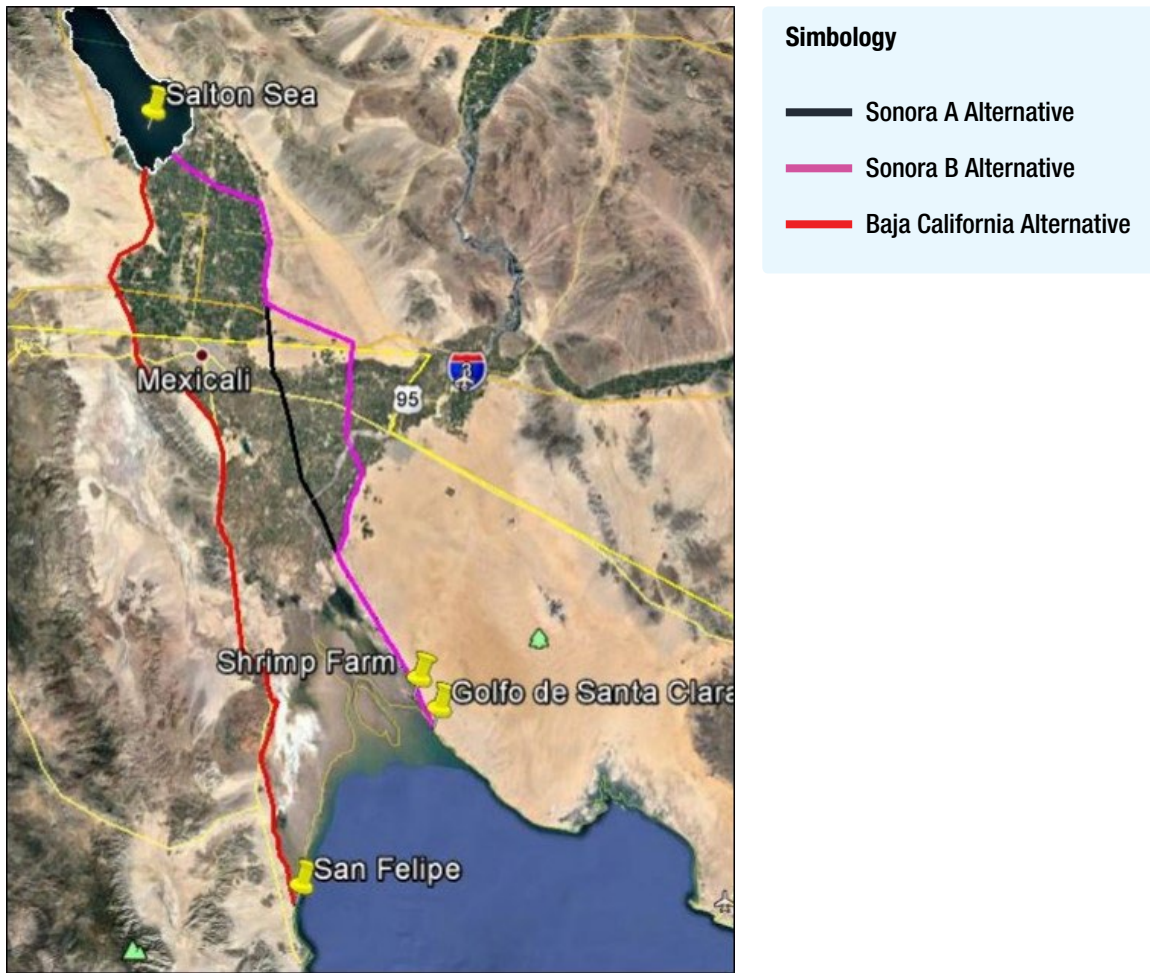 Salton Sea
Mexicali
95
8
Shrimp Farm
Golfo de Santa Clara
San Felipe
Simbology
Sonora A Alternative
Sonora B Alternative
Baja California Alternative